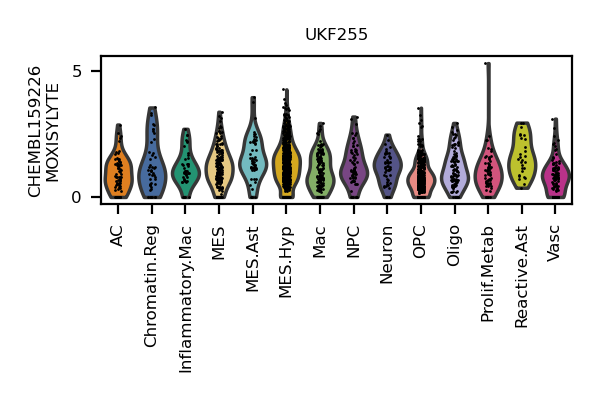 UKF255
CHEMBL159226
MOXISYLYTE
5
0
AC
Chromatin.Reg
Inflammatory.Mac
MES
MES.Ast
MES.Hyp
Mac
NPC
Neuron
OPC
Oligo
Prolif.Metab
Reactive.Ast
Vasc